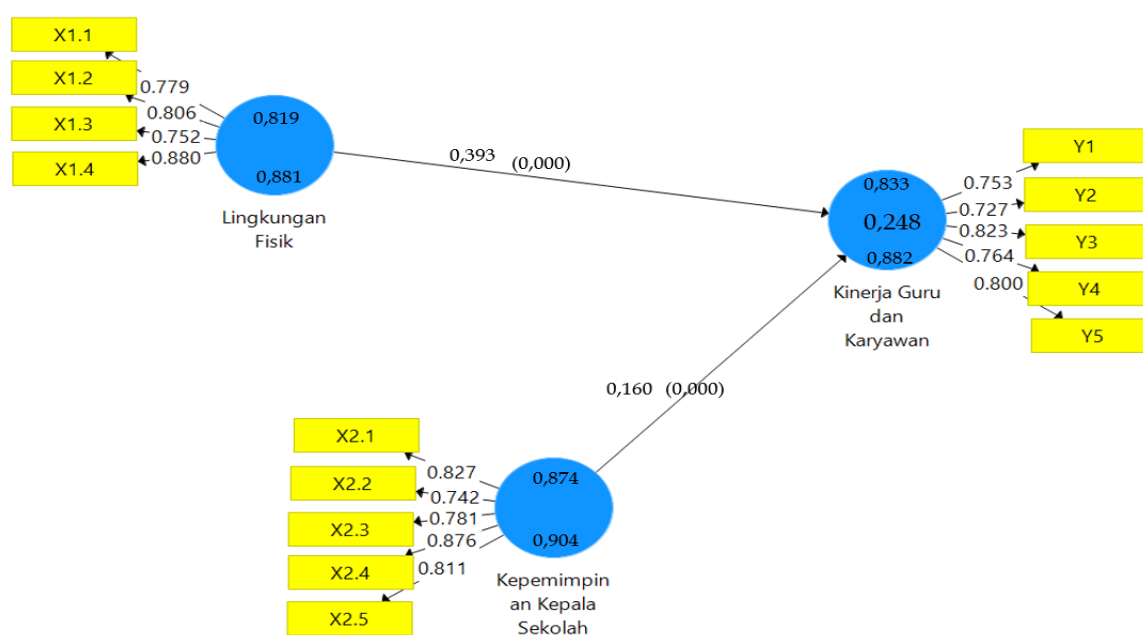 X1.1
X1.2
X1.3
X1.4
0.779
0.806
0.752
0.880
0,819
0,881
Lingkungan
Fisik
0,393 (0,000)
0,833
0,248
0,882
Kinerja Guru
dan
Karyawan
0.753
0.727
0.823
0.764
0.800
Y1
Y2
Y3
Y4
Y5
0,160 (0,000)
X2.1
X2.2
X2.3
X2.4
X2.5
0.827
0.742
0.781
0.876
0.811
0,874
0,904
Kepemimpin
an Kepala
Sekolah